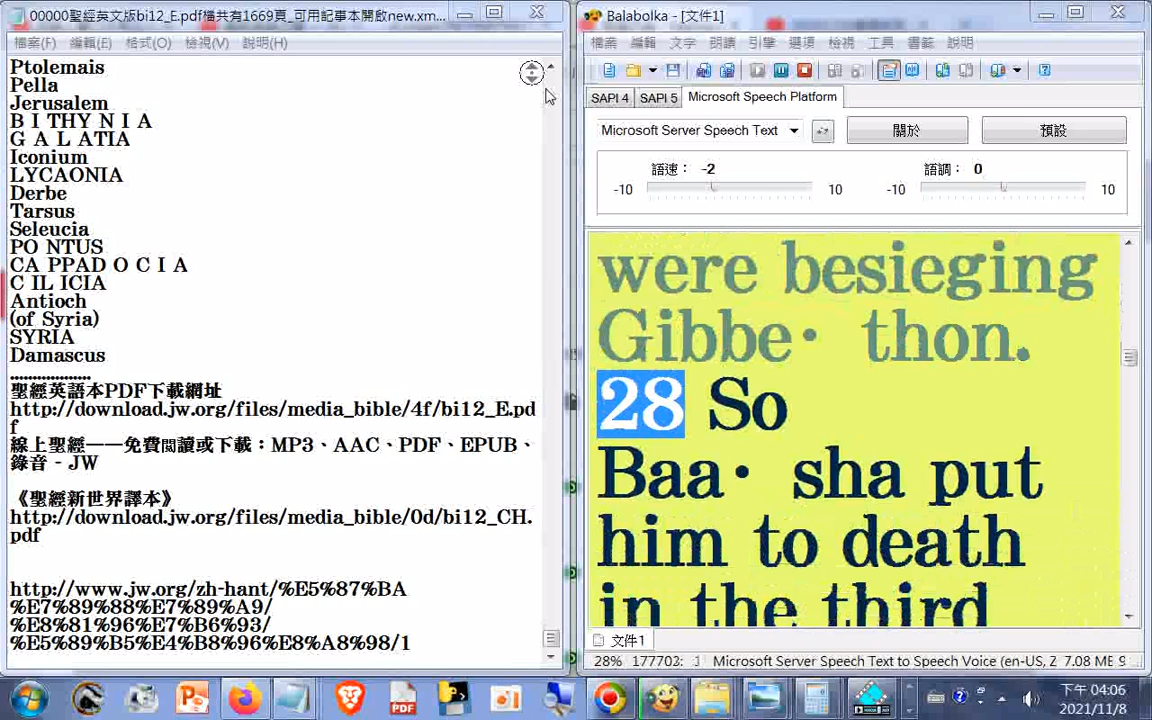 00000聖經英文版bi12_E.pdf檔共有1669頁_可用記事本開啟new.xm...
檔案(F) 編輯(E) 格式(O) 檢視(V) 說明(H)
Ptolemais
Pella
Jerusalem
B I THY N I A
G A L ATIA
Iconium
LYCAONIA
Derbe
Tarsus
Seleucia
PO NTUS
CA PPAD O C I A
C IL ICIA
Antioch
(of Syria)
SYRIA
Damascus
..................
聖經英語本PDF下載網址
http://download.jw.org/files/media_bible/4f/bi12_E.pd
f
線上聖經——免費閱讀或下載：MP3、AAC、PDF、EPUB、
錄音 - JW
《聖經新世界譯本》
http://download.jw.org/files/media_bible/0d/bi12_CH.
pdf
http://www.jw.org/zh-hant/%E5%87%BA
%E7%89%88%E7%89%A9/
%E8%81%96%E7%B6%93/
%E5%89%B5%E4%B8%96%E8%A8%98/1
Balabolka - [文件1]
檔案 編輯 文字 朗讀 引擎 選項 檢視 工具 書籤 說明
SAPI 4 SAPI 5 Microsoft Speech Platform
Microsoft Server Speech Text 關於 預設
語速： -2 語調： 0
-10 10 -10 10
were besieging
Gibbe· thon.
28 So
Baa· sha put
him to death
in the third
文件1
28% 177702: Microsoft Server Speech Text to Speech Voice (en-US, Z 7.08 MB 9
PDF
下午 04:06
2021/11/8